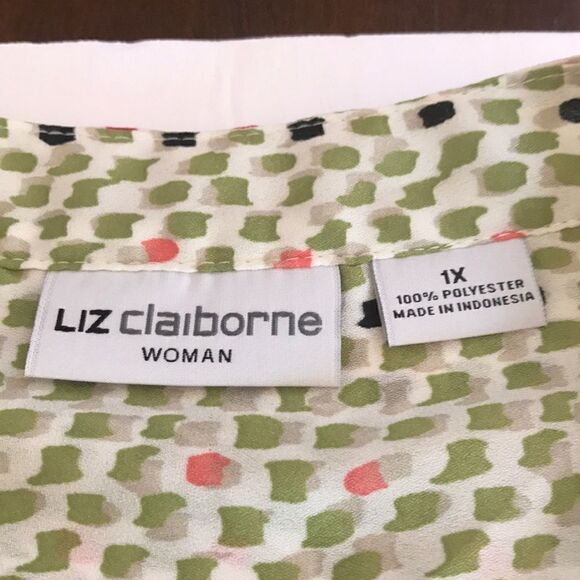 LIZ claiborne
WOMAN
1X
100% POLYESTER
MADE IN INDONESIA